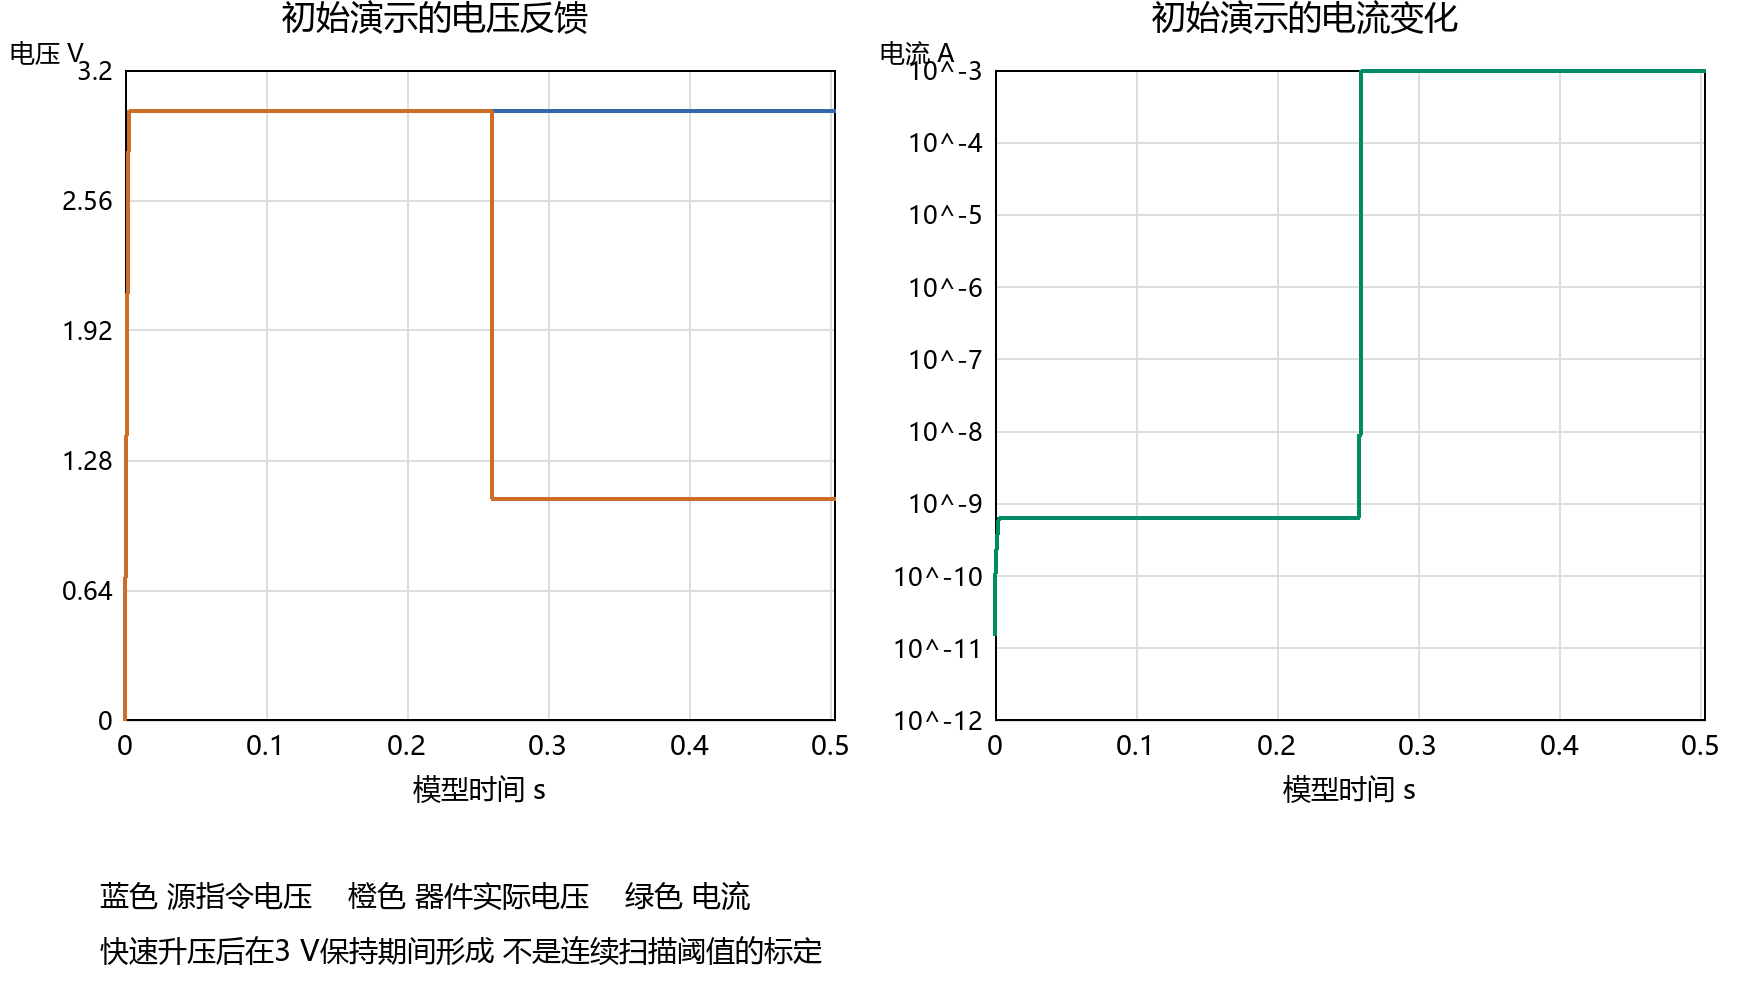 初始演示的电压反馈
电压 V
3.2
2.56
1.92
1.28
0.64
0
0 0.1 0.2 0.3 0.4 0.5
模型时间 s
初始演示的电流变化
电流 A
10^-3
10^-4
10^-5
10^-6
10^-7
10^-8
10^-9
10^-10
10^-11
10^-12
0 0.1 0.2 0.3 0.4 0.5
模型时间 s
蓝色 源指令电压 橙色 器件实际电压 绿色 电流
快速升压后在3 V保持期间形成 不是连续扫描阈值的标定